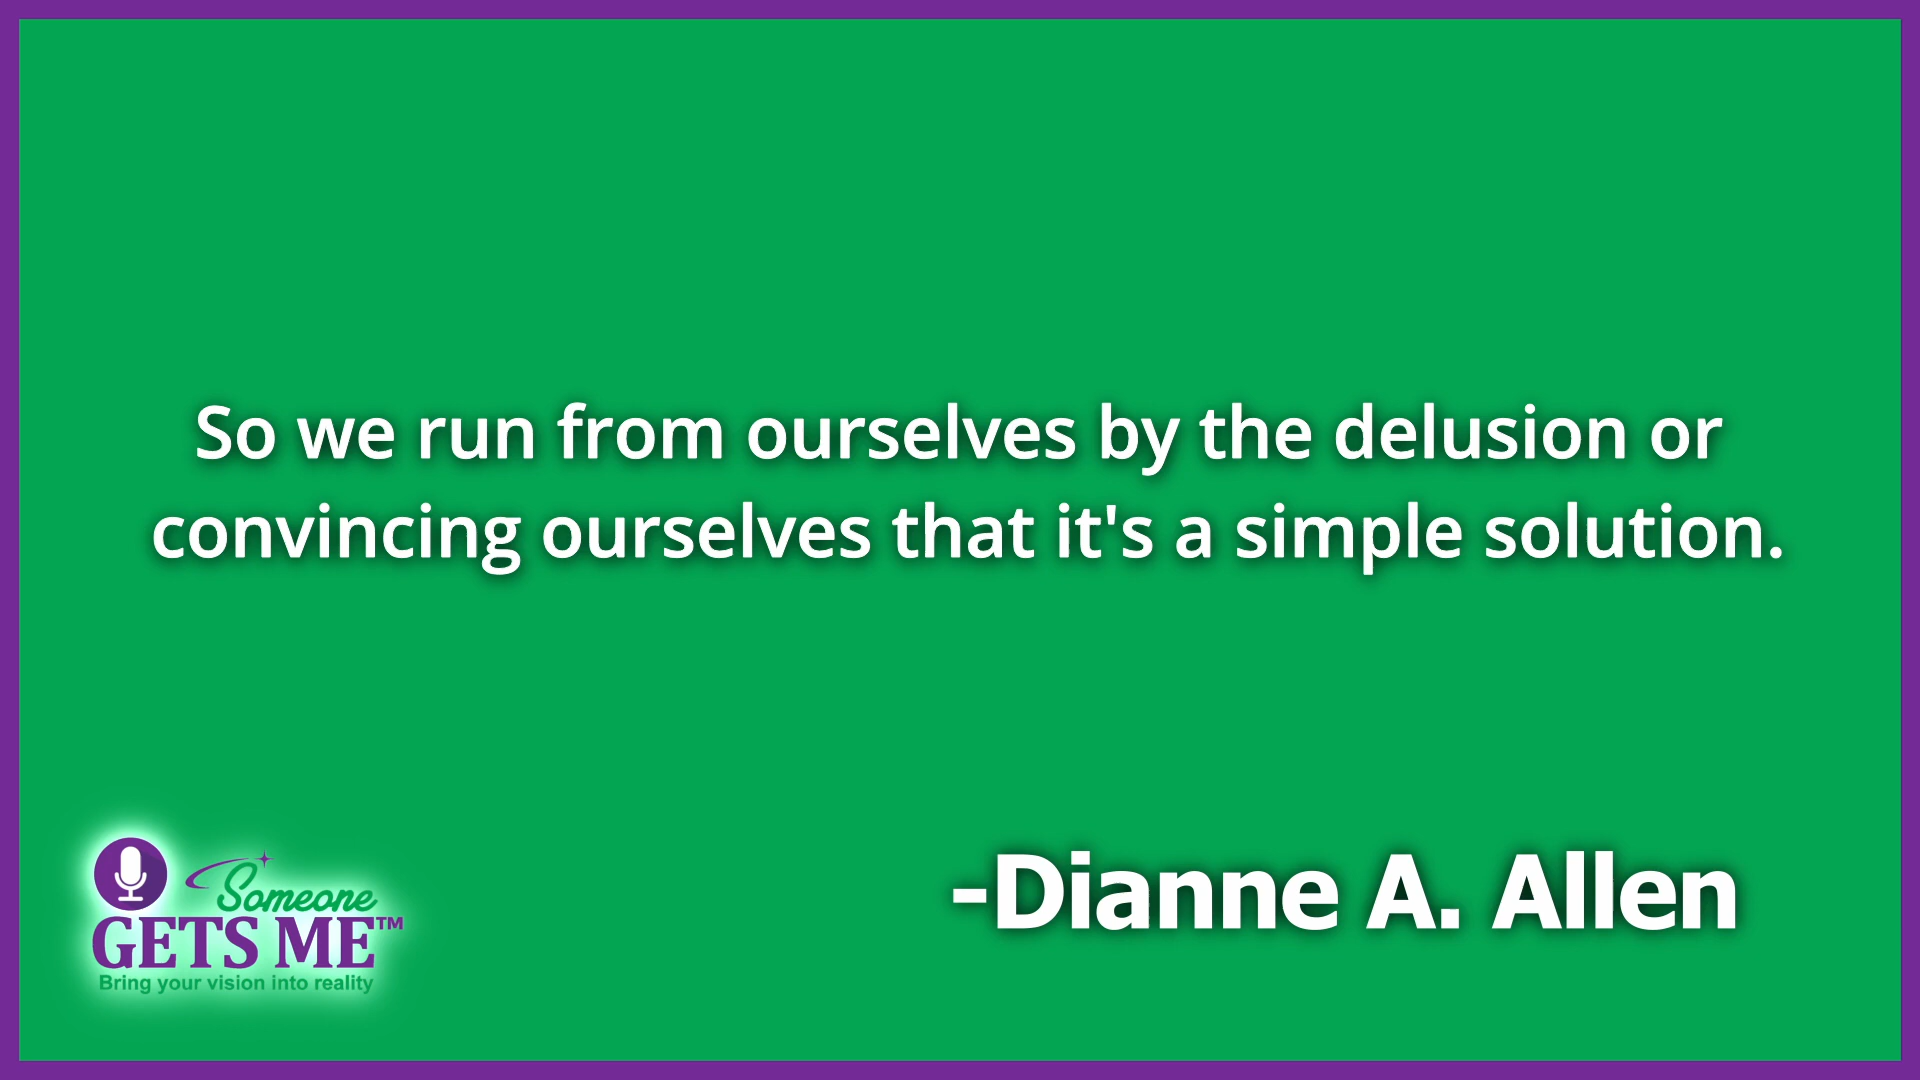 So we run from ourselves by the delusion or
convincing ourselves that it's a simple solution.
-Dianne A. Allen
Someone
GETS ME™
Bring your vision into reality